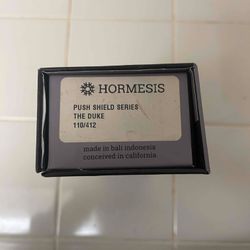 HORMESIS
PUSH SHIELD SERIES
THE DUKE
110/412
made in bali indonesia
conceived in california